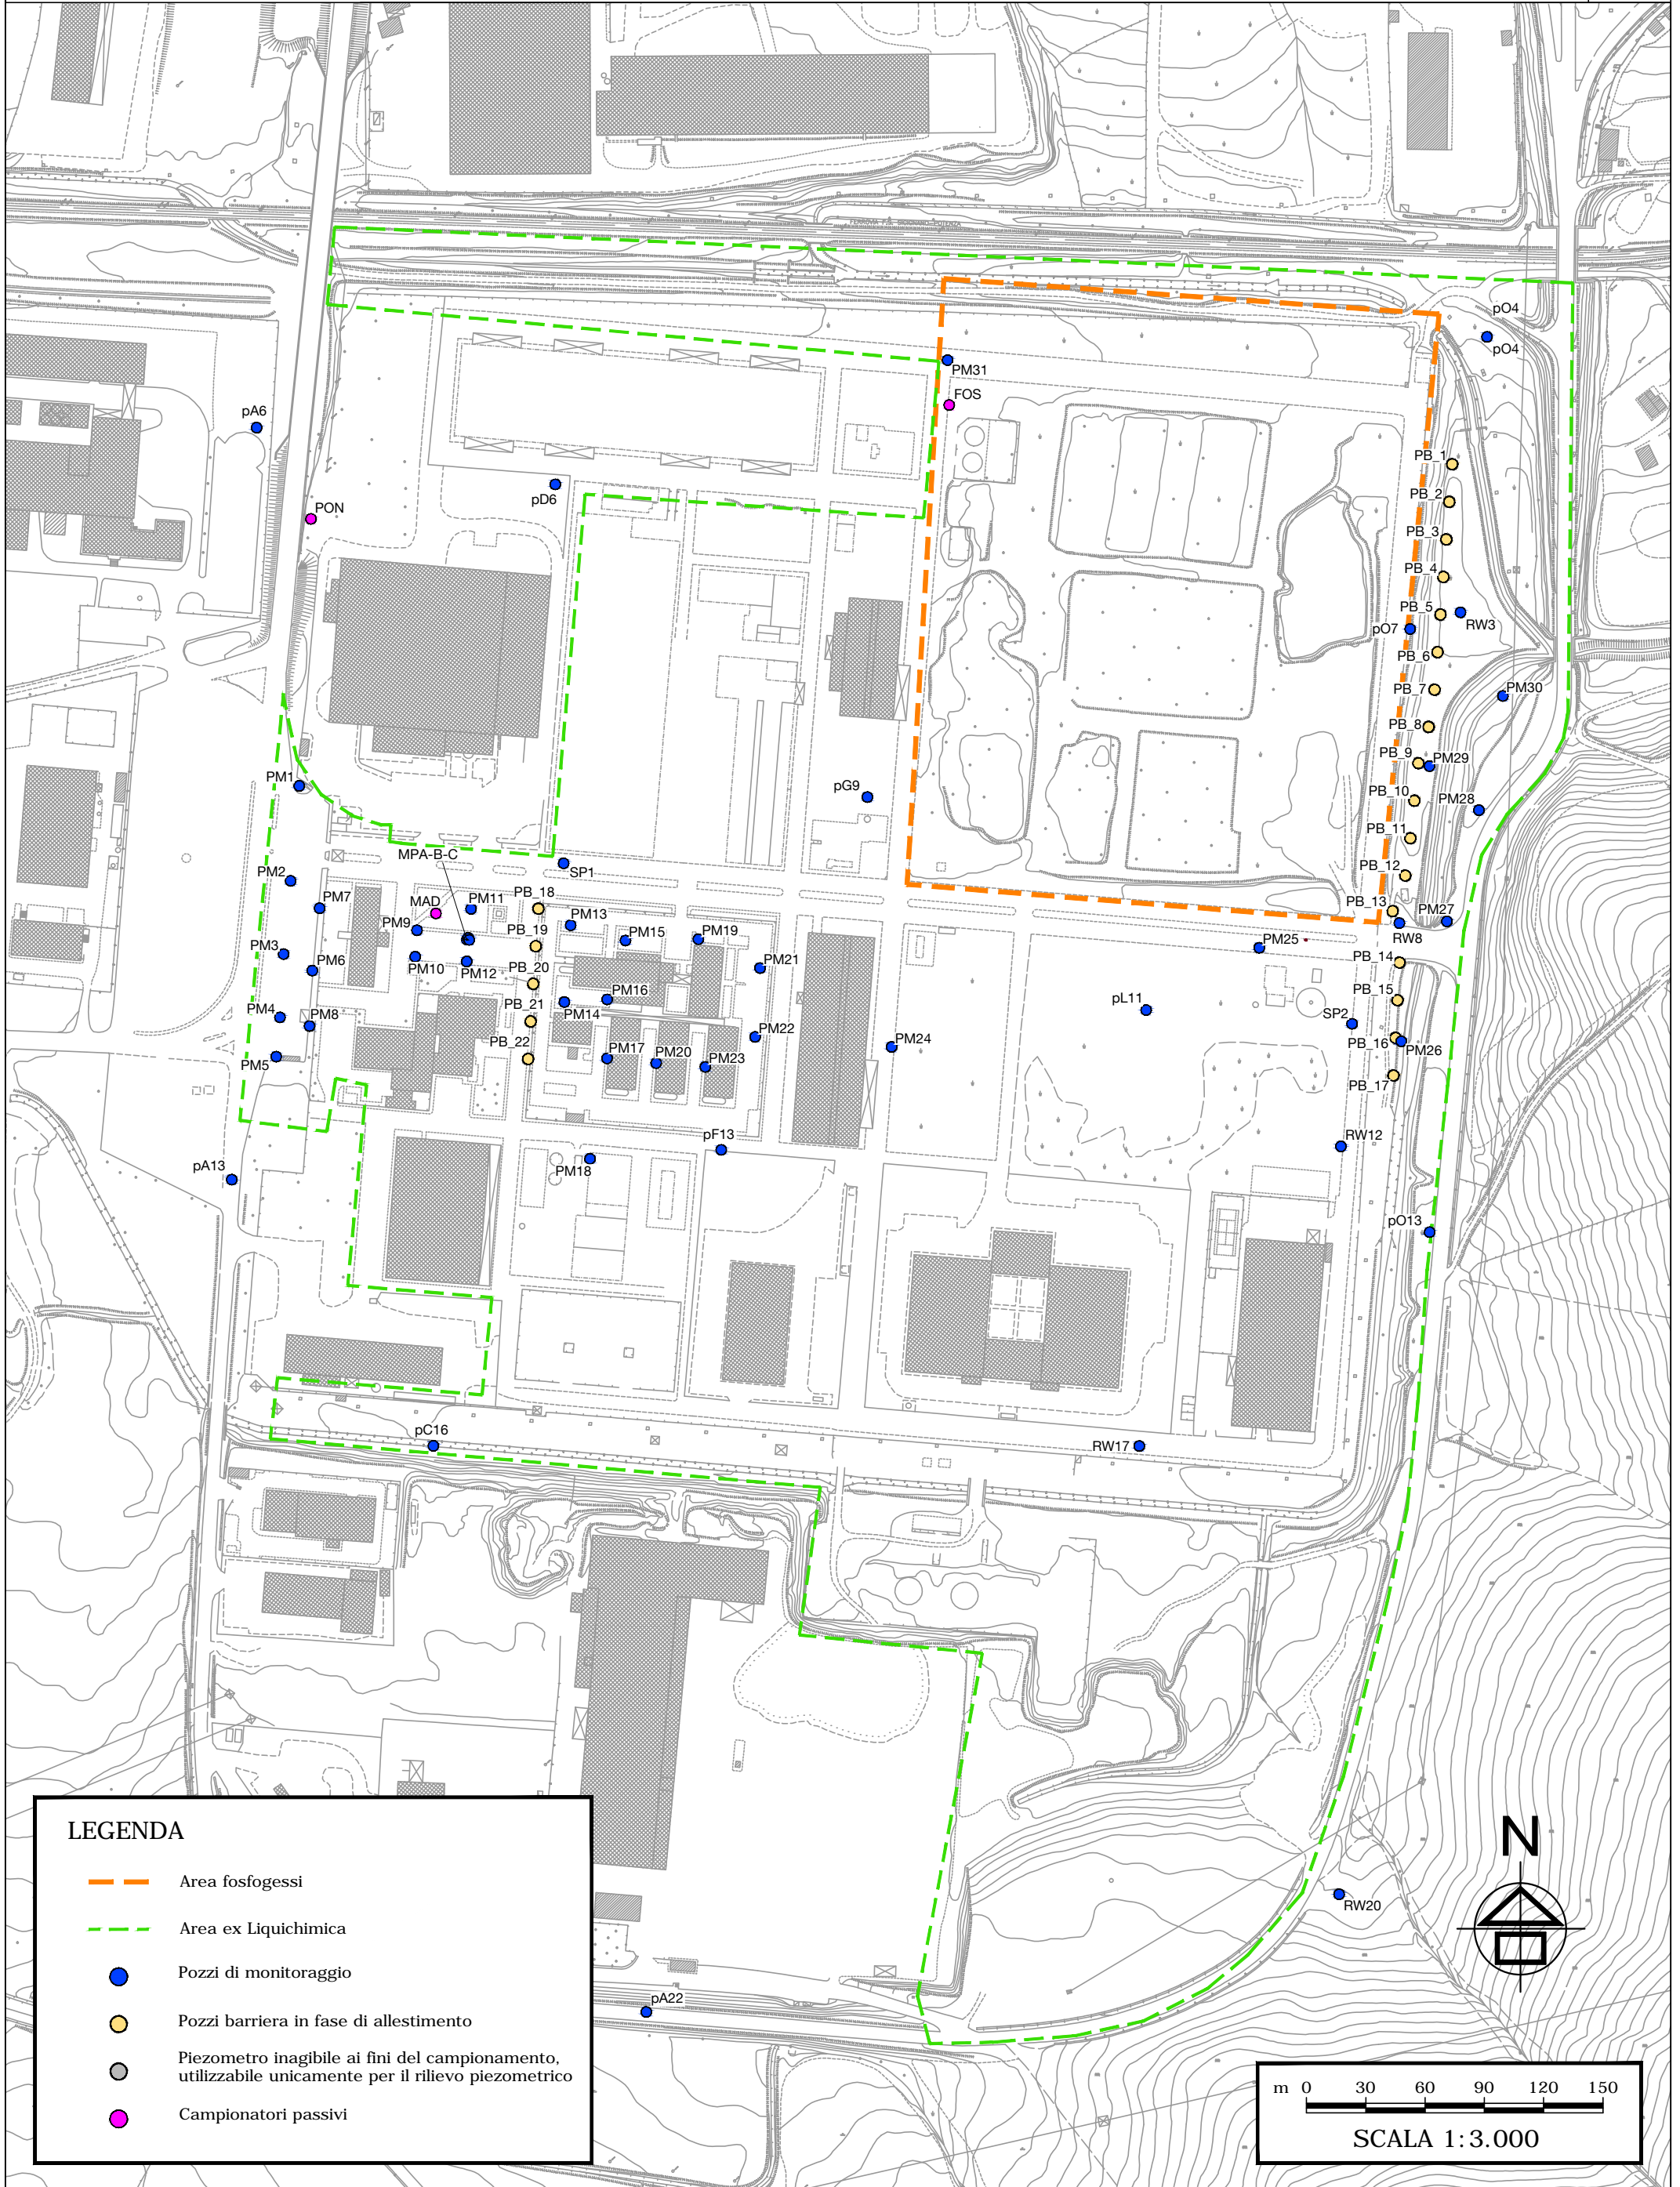 FERROVIA
pO4
pO4
PM31
FOS
pA6
PB_1
pD6
PB_2
PON
PB_3
PB_4
PB_5
RW3
pO7
PB_6
PB_7
PM30
PB_8
PB_9
PM29
PM1
pG9
PB_10
PM28
PB_11
MPA-B-C
SP1
PB_12
PM2
PM7
MAD
PM11
PB_18
PM13
PB_13
PM27
PM9
RW8
PB_19
PM15
PM19
PM25
PM3
PM6
PM10
PM12
PB_20
PM21
PB_14
PM16
PB_15
PM4
PM8
PB_21
PM14
pL11
SP2
PM5
PB_22
PM17
PM20
PM23
PM22
PM24
PB_16
PM26
PB_17
pF13
RW12
pA13
PM18
pO13
pC16
RW17
RW20
pA22
N
LEGENDA
Area fosfogessi
Area ex Liquichimica
Pozzi di monitoraggio
Pozzi barriera in fase di allestimento
Piezometro inagibile ai fini del campionamento,
utilizzabile unicamente per il rilievo piezometrico
Campionatori passivi
m 0 30 60 90 120 150
SCALA 1:3.000